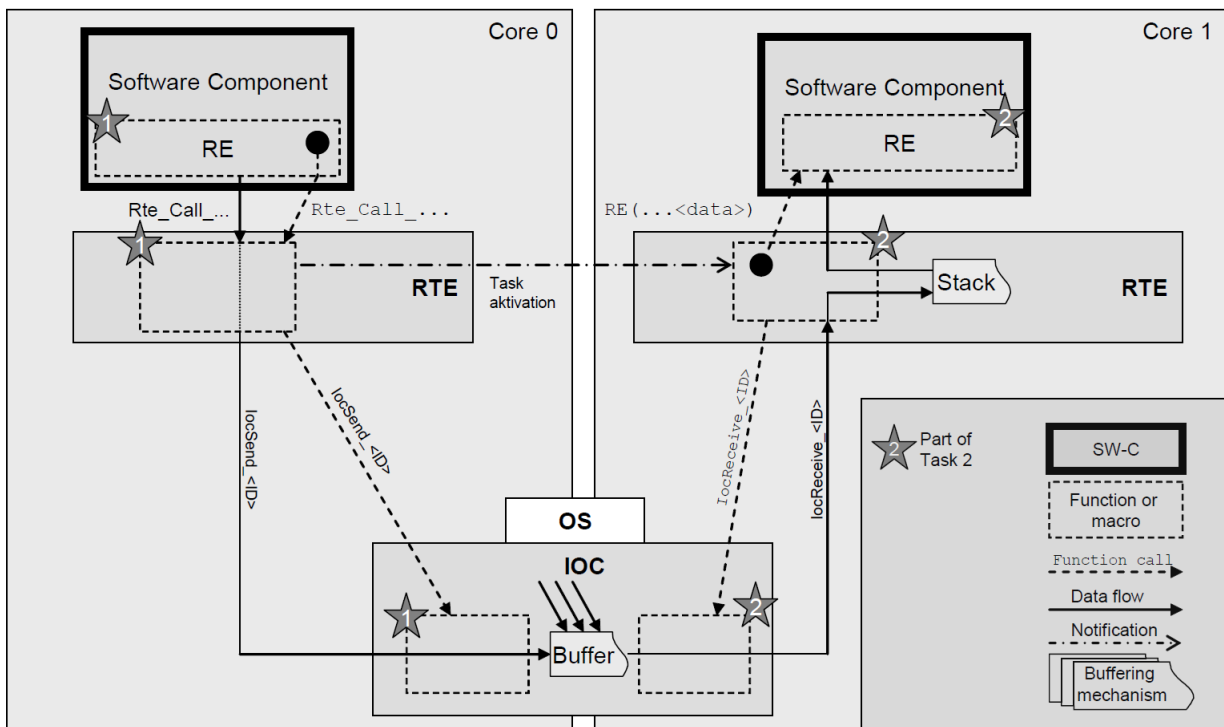 Core 0
Software Component
1
RE
Rte_Call_...
Rte_Call_...
1
RTE
Task
aktivation
IocSend_<ID>
IocSend_<ID>
Core 1
Software Component
2
RE
RE(...<data>)
2
Stack
RTE
IocReceive_<ID>
IocReceive_<ID>
OS
IOC
1
2
Buffer
2
Part of
Task 2
SW-C
Function or
macro
Function call
Data flow
Notification
Buffering
mechanism